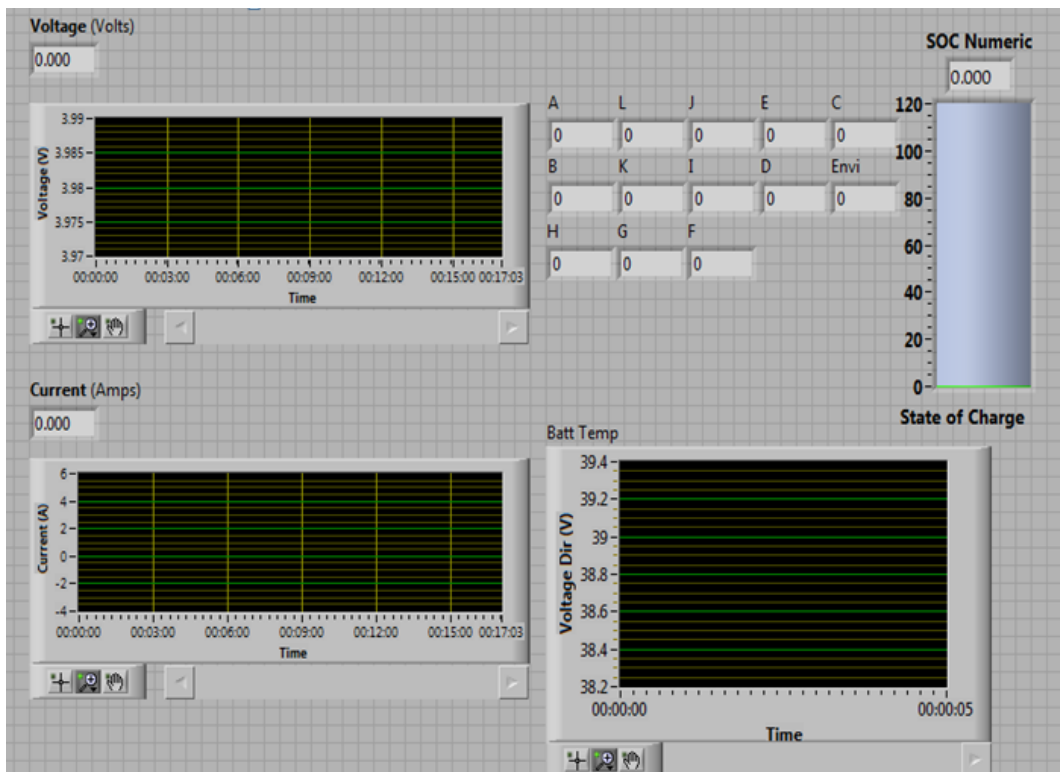 Voltage (Volts)
0.000
3.99
3.985
3.98
3.975
3.97
Voltage (V)
00:00:00 00:03:00 00:06:00 00:09:00 00:12:00 00:15:00 00:17:03
Time
A L J E C
0 0 0 0 0
B K I D Envi
0 0 0 0 0
H G F
0 0 0
SOC Numeric
0.000
120
100
80
60
40
20
0
State of Charge
Current (Amps)
0.000
6
4
2
0
-2
-4
Current (A)
00:00:00 00:03:00 00:06:00 00:09:00 00:12:00 00:15:00 00:17:03
Time
Batt Temp
39.4
39.2
39
38.8
38.6
38.4
38.2
Voltage Dir (V)
00:00:00 00:00:05
Time